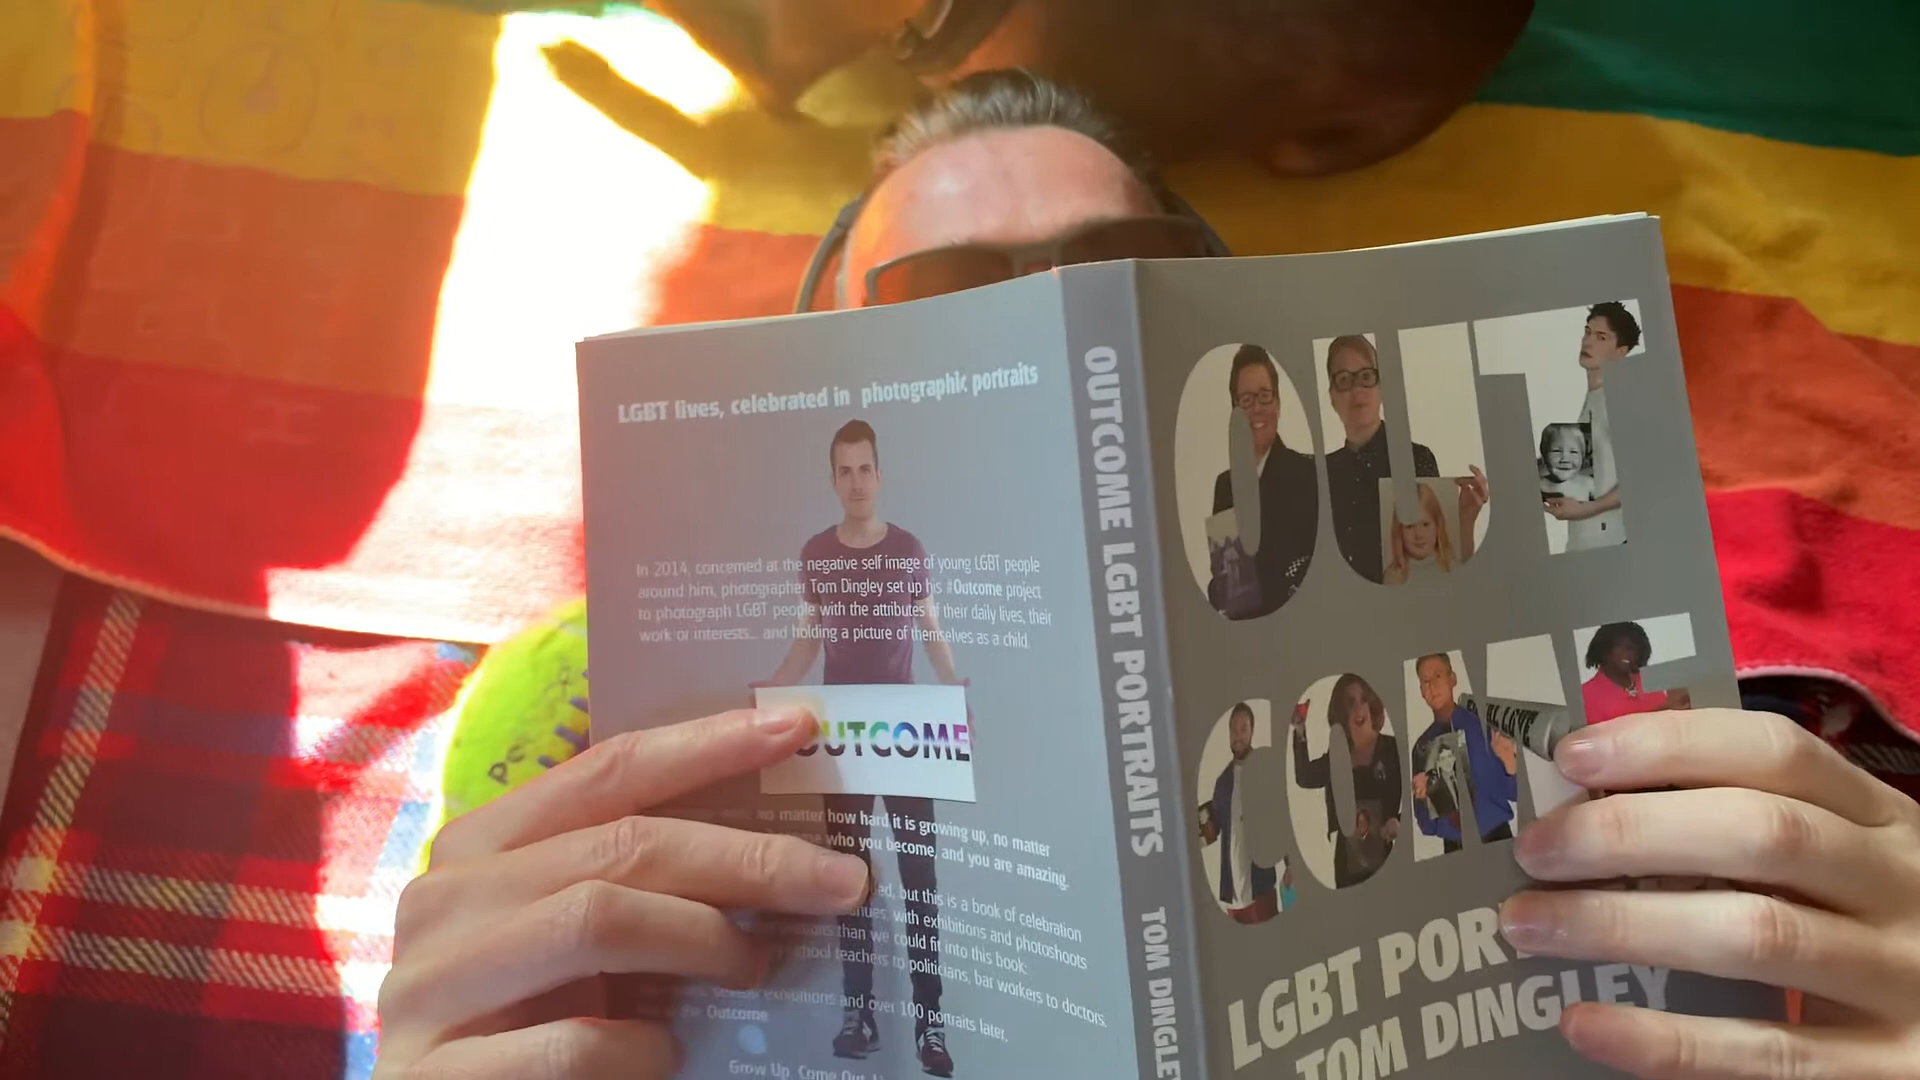 LGBT lives, celebrated in photographic portraits
In 2014, concerned at the negative self image of young LGBT people
around him, photographer Tom Dingley set up his #Outcome project
to photograph LGBT people with the attributes of their daily lives, their
work or interests... and holding a picture of themselves as a child.
OUTCOME
no matter how hard it is growing up, no matter
who you become, and you are amazing.
but this is a book of celebration
with exhibitions and photoshoots
than we could fit into this book:
school teachers to politicians, bar workers to doctors.
exhibitions and over 100 portraits later,
the Outcome
Grow Up, Come Out,
OUTCOME LGBT PORTRAITS TOM DINGLEY
OUT
COME
LGBT POR
TOM DINGLEY